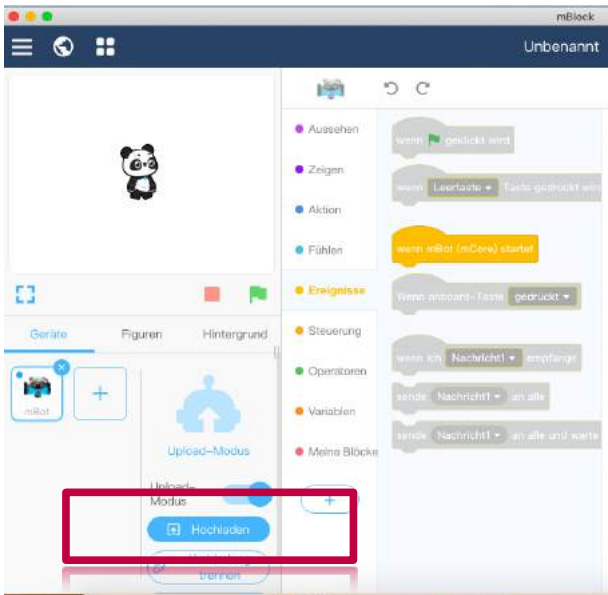 mBlock
Unbenannt
Aussehen
Zeigen
Aktion
Fühlen
Ereignisse
Steuerung
Operatoren
Variablen
Meine Blöcke
+
wenn geklickt wird
wenn Leertaste Taste gedrückt wird
wenn mBot (mCore) startet
Wenn onboard-Taste gedrückt
wenn ich Nachricht1 empfange
sende Nachricht1 an alle
sende Nachricht1 an alle und warte
Geräte Figuren Hintergrund
mBot
+
Upload-Modus
Upload-
Modus
Hochladen
trennen